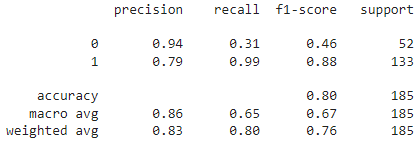 precision recall f1-score support
0 0.94 0.31 0.46 52
1 0.79 0.99 0.88 133
accuracy 0.80 185
macro avg 0.86 0.65 0.67 185
weighted avg 0.83 0.80 0.76 185